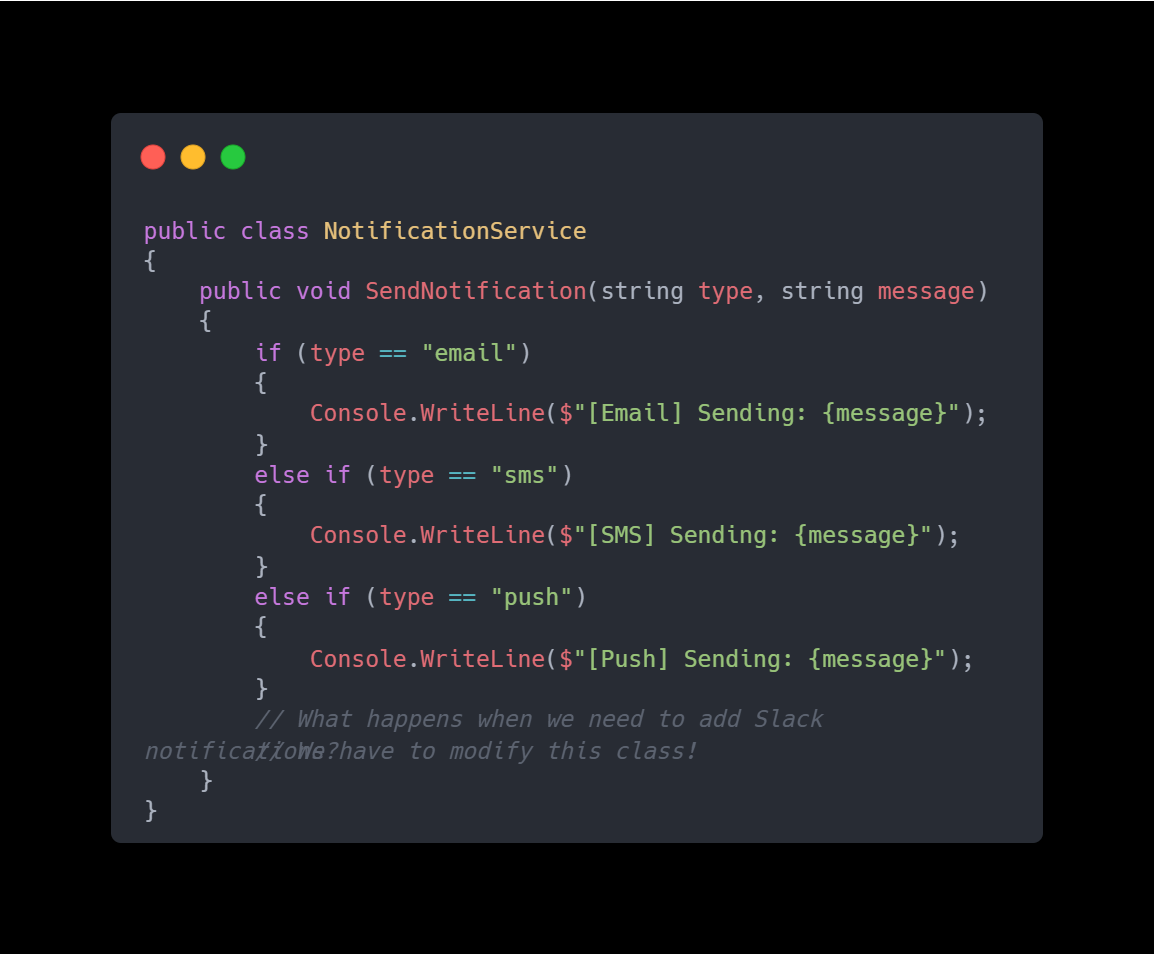 public class NotificationService
{
    public void SendNotification(string type, string message)
    {
        if (type == "email")
        {
            Console.WriteLine($"[Email] Sending: {message}");
        }
        else if (type == "sms")
        {
            Console.WriteLine($"[SMS] Sending: {message}");
        }
        else if (type == "push")
        {
            Console.WriteLine($"[Push] Sending: {message}");
        }
        // What happens when we need to add Slack
notifications?
        // We have to modify this class!
    }
}